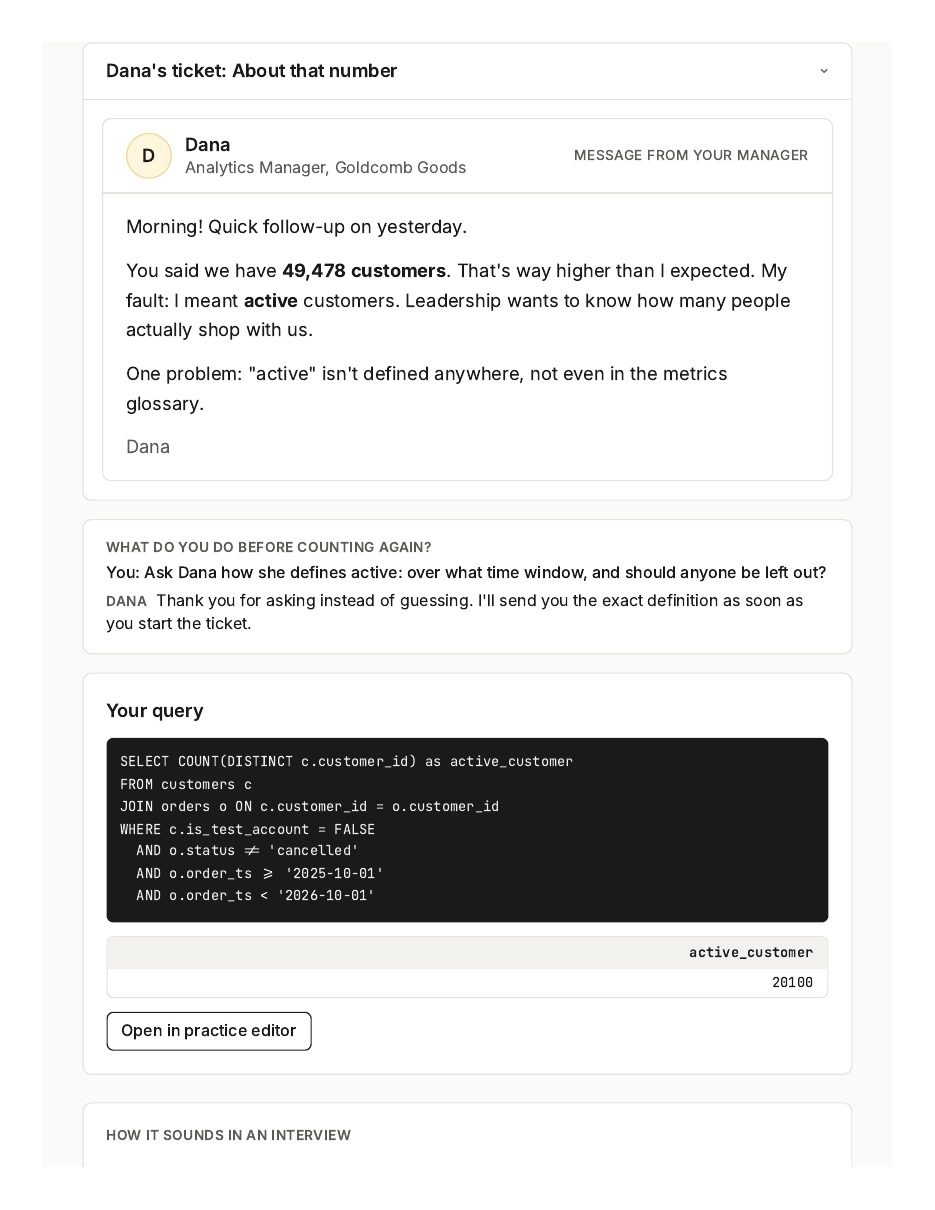 Dana's ticket: About that number
D
Dana
Analytics Manager, Goldcomb Goods
MESSAGE FROM YOUR MANAGER
Morning! Quick follow-up on yesterday.
You said we have 49,478 customers. That's way higher than I expected. My
fault: I meant active customers. Leadership wants to know how many people
actually shop with us.
One problem: "active" isn't defined anywhere, not even in the metrics
glossary.
Dana
WHAT DO YOU DO BEFORE COUNTING AGAIN?
You: Ask Dana how she defines active: over what time window, and should anyone be left out?
DANA Thank you for asking instead of guessing. I'll send you the exact definition as soon as
you start the ticket.
Your query
SELECT COUNT(DISTINCT c.customer_id) as active_customer
FROM customers c
JOIN orders o ON c.customer_id = o.customer_id
WHERE c.is_test_account = FALSE
  AND o.status ≠ 'cancelled'
  AND o.order_ts ≥ '2025-10-01'
  AND o.order_ts < '2026-10-01'
active_customer
20100
Open in practice editor
HOW IT SOUNDS IN AN INTERVIEW